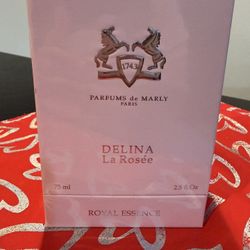 1743
PARFUMS de MARLY
PARIS
DELINA
La Rosée
75 ml 2.5 fl.Oz
ROYAL ESSENCE